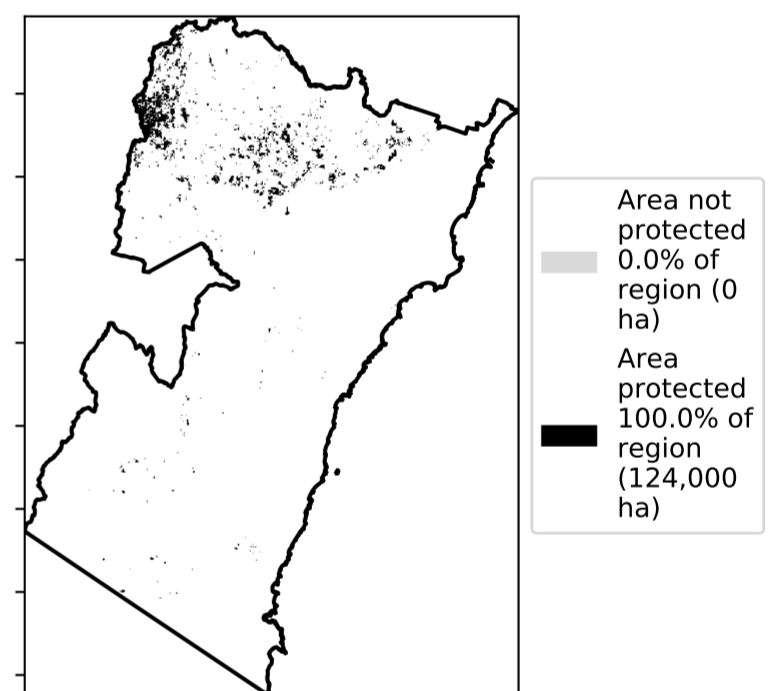 Area not
protected
0.0% of
region (0
ha)
Area
protected
100.0% of
region
(124,000
ha)